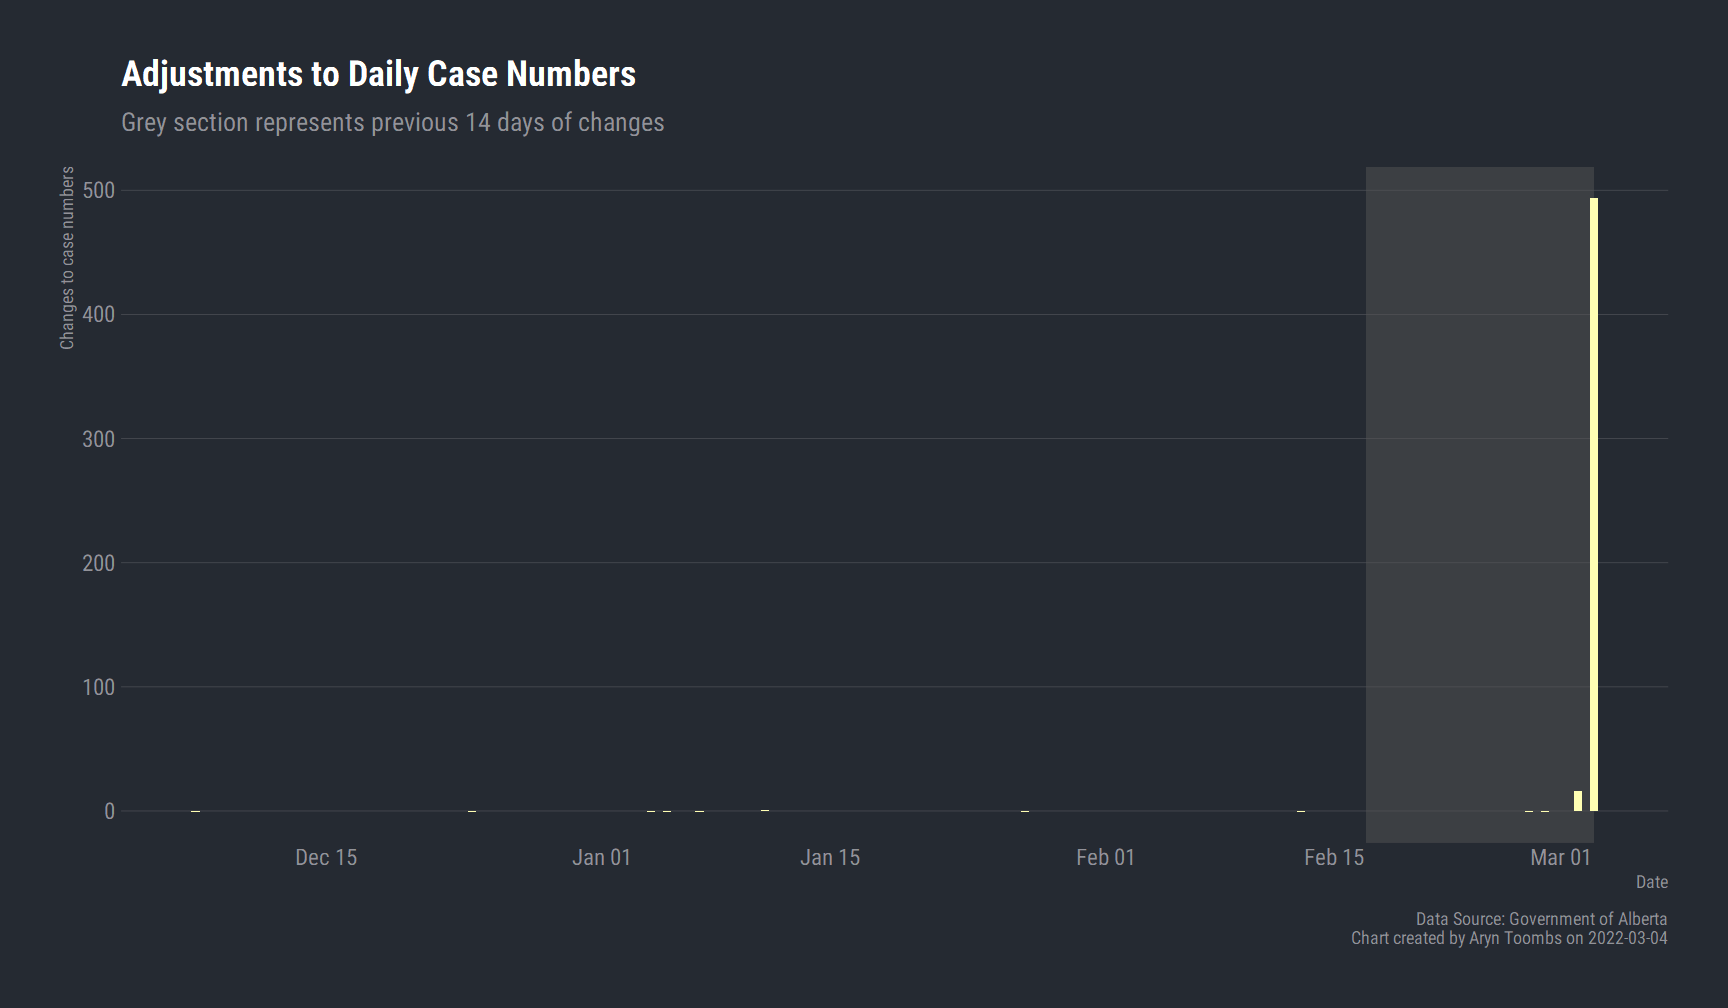 Adjustments to Daily Case Numbers
Grey section represents previous 14 days of changes
Changes to case numbers
500
400
300
200
100
0
Dec 15
Jan 01
Jan 15
Feb 01
Feb 15
Mar 01
Date
Data Source: Government of Alberta
Chart created by Aryn Toombs on 2022-03-04